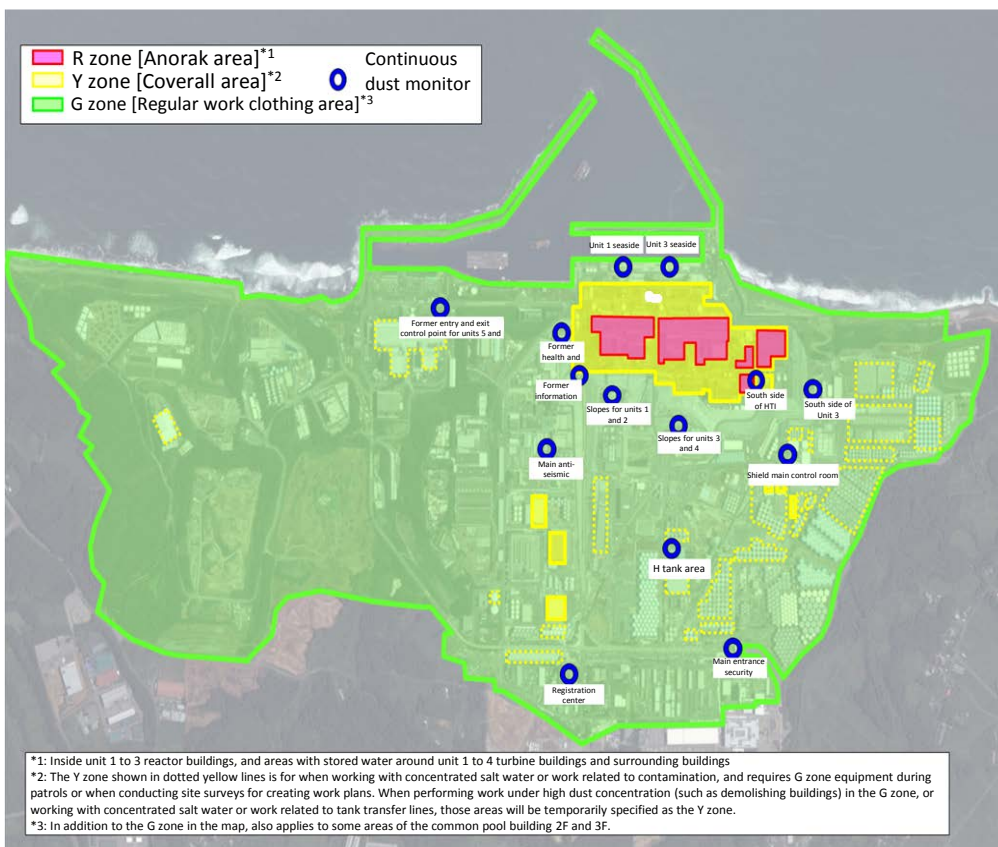 R zone [Anorak area]*1
Y zone [Coverall area]*2
G zone [Regular work clothing area]*3
Continuous
dust monitor
Unit 1 seaside
Unit 3 seaside
Former entry and exit
control point for units 5 and
Former
health and
Former
information
Slopes for units 1
and 2
Slopes for units 3
and 4
South side
of HTI
South side of
Unit 3
Main anti-
seismic
Shield main control room
H tank area
Main entrance
security
Registration
center
*1: Inside unit 1 to 3 reactor buildings, and areas with stored water around unit 1 to 4 turbine buildings and surrounding buildings
*2: The Y zone shown in dotted yellow lines is for when working with concentrated salt water or work related to contamination, and requires G zone equipment during
patrols or when conducting site surveys for creating work plans. When performing work under high dust concentration (such as demolishing buildings) in the G zone, or
working with concentrated salt water or work related to tank transfer lines, those areas will be temporarily specified as the Y zone.
*3: In addition to the G zone in the map, also applies to some areas of the common pool building 2F and 3F.